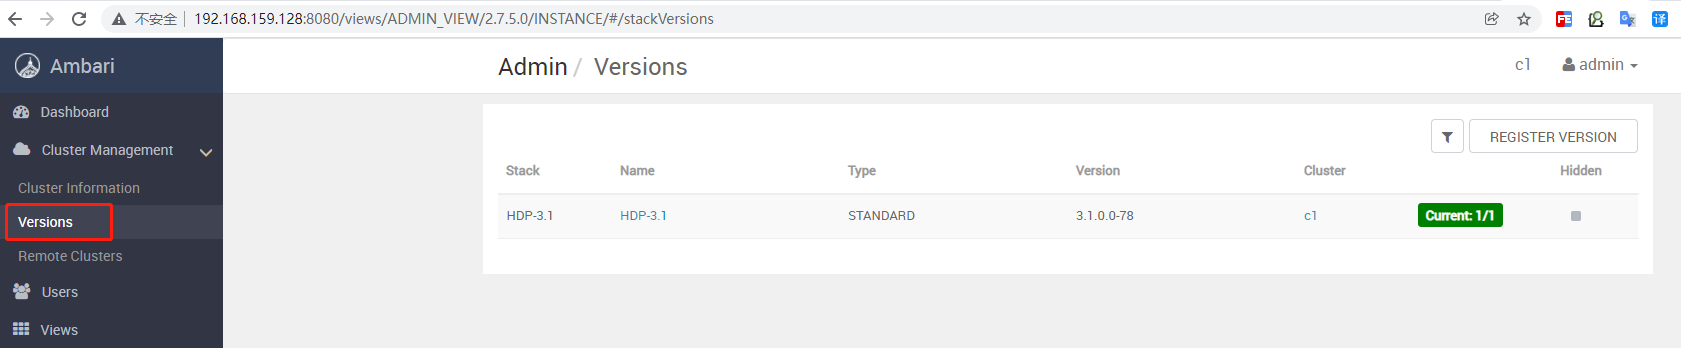 不安全 192.168.159.128:8080/views/ADMIN_VIEW/2.7.5.0/INSTANCE/#/stackVersions
FE
译
Ambari
Admin / Versions
c1 admin
Dashboard
Cluster Management
Cluster Information
Versions
Remote Clusters
Users
Views
REGISTER VERSION
Stack Name Type Version Cluster Hidden
HDP-3.1 HDP-3.1 STANDARD 3.1.0.0-78 c1 Current: 1/1